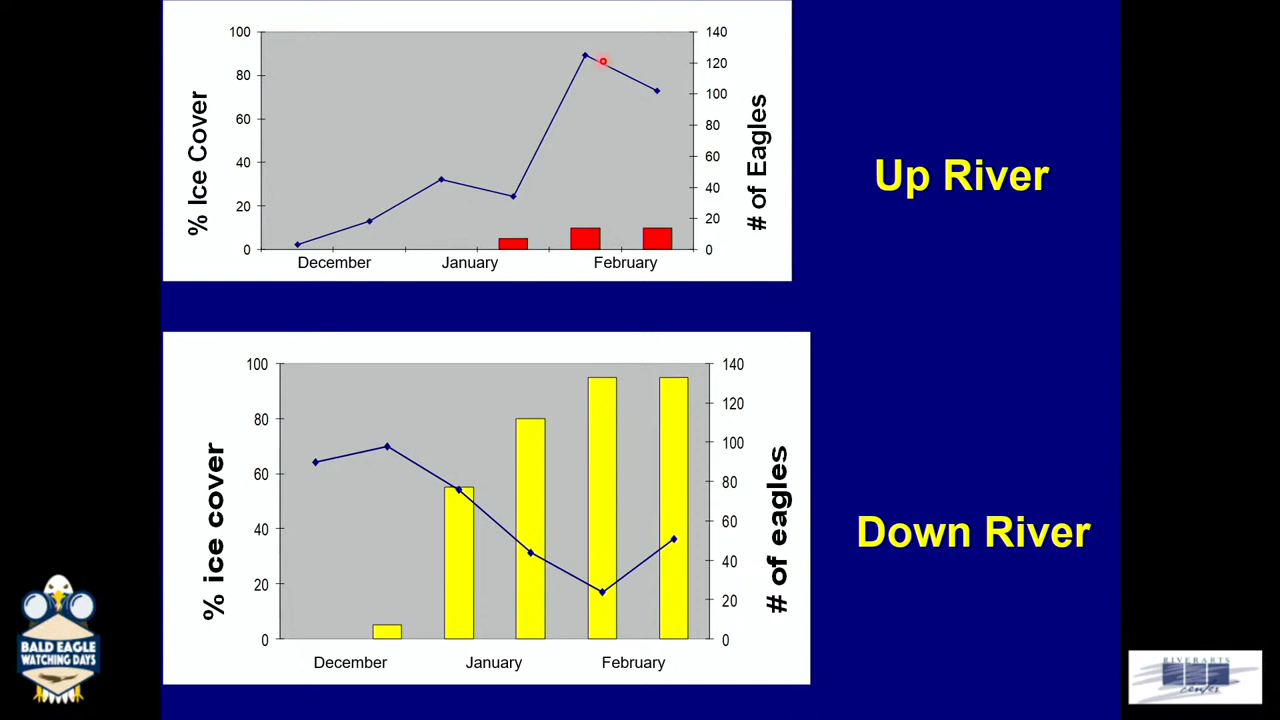 % Ice Cover
100
80
60
40
20
0
140
120
100
80
60
40
20
0
# of Eagles
December January February
Up River
% ice cover
100
80
60
40
20
0
140
120
100
80
60
40
20
0
# of eagles
December January February
Down River
BALD EAGLE
WATCHING DAYS
RIVERARTS
center